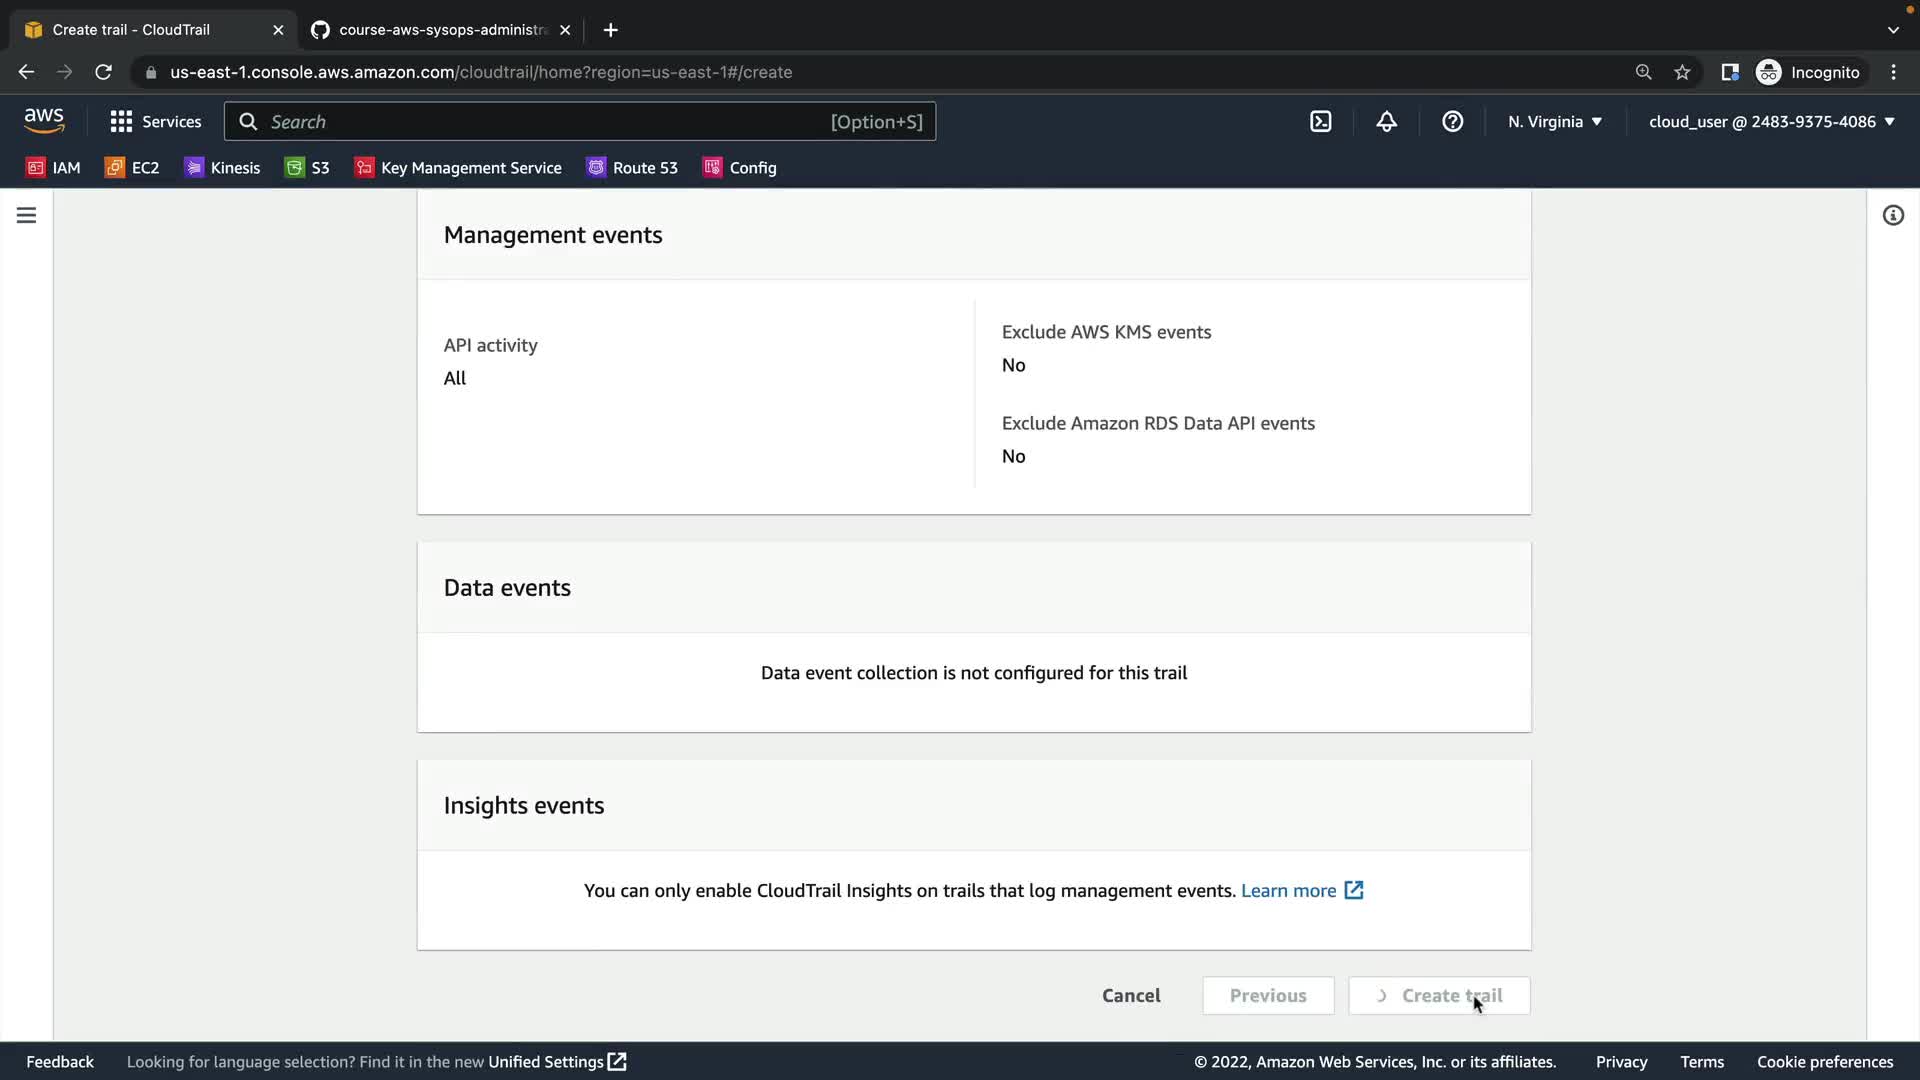 Create trail - CloudTrail
course-aws-sysops-administra
us-east-1.console.aws.amazon.com/cloudtrail/home?region=us-east-1#/create
Incognito
aws
Services
Search
[Option+S]
N. Virginia
cloud_user @ 2483-9375-4086
IAM
EC2
Kinesis
S3
Key Management Service
Route 53
Config
Management events
API activity
All
Exclude AWS KMS events
No
Exclude Amazon RDS Data API events
No
Data events
Data event collection is not configured for this trail
Insights events
You can only enable CloudTrail Insights on trails that log management events. Learn more
Cancel
Previous
Create trail
Feedback
Looking for language selection? Find it in the new Unified Settings
© 2022, Amazon Web Services, Inc. or its affiliates.
Privacy
Terms
Cookie preferences